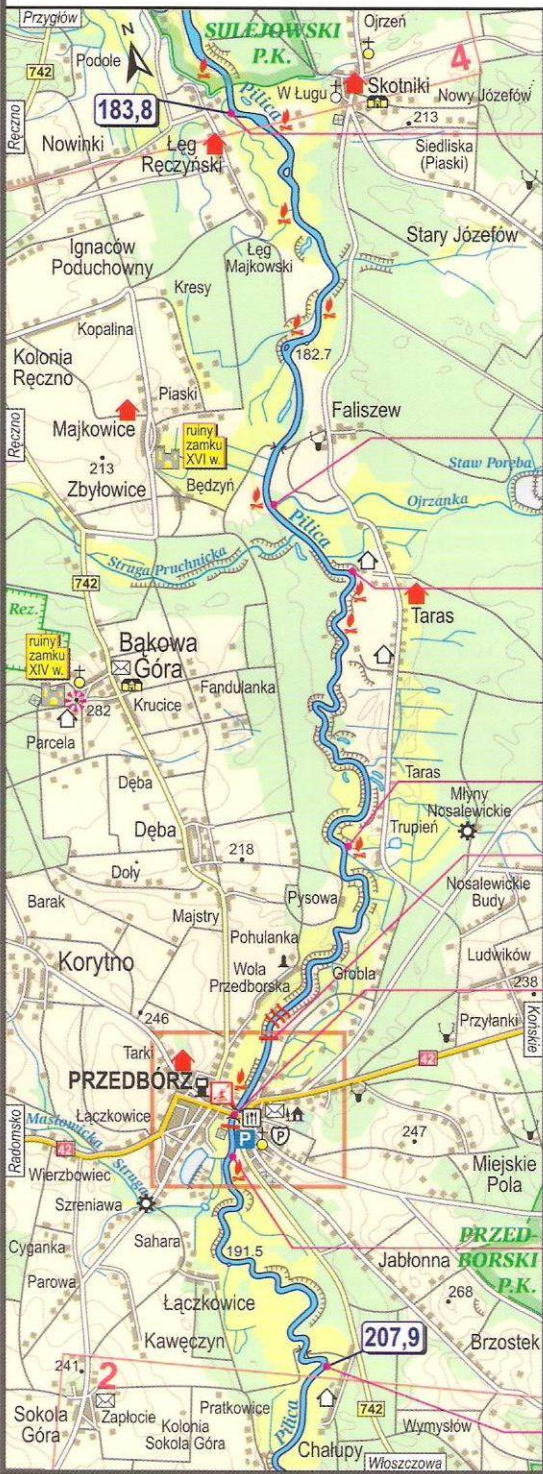 Przygłów
N
SULEJOWSKI
P.K.
Ojrzeń
4
742
Podole
Pilica
W Ługu
Skotniki
Nowy Józefów
183,8
213
Ręczno
Nowinki
Łęg
Ręczyński
Siedliska
(Piaski)
Stary Józefów
Ignaców
Poduchowny
Łęg
Majkowski
Kresy
Kopalina
182.7
Kolonia
Ręczno
Piaski
Faliszew
Majkowice
ruiny
zamku
XVI w.
Ręczno
213
Zbyłowice
Będzyń
Staw Poręba
Ojrzanka
Pilica
Struga Pruchnicka
742
Rez.
Taras
ruiny
zamku
XIV w.
Bąkowa
Góra
Fandulanka
282
Krucice
Parcela
Taras
Dęba
Młyny
Nosalewickie
Dęba
Trupień
218
Doły
Nosalewickie
Budy
Barak
Majstry
Pysowa
Pohulanka
Ludwików
Korytno
Wola
Przedborska
Grobla
238
246
Przyłanki
Końskie
Tarki
42
PRZEDBÓRZ
Łączkowice
P
P
247
Radomsko
Masłowicka
Struga
42
Wierzbowiec
Miejskie
Pola
Szreniawa
Cyganka
Sahara
191.5
PRZED-
BORSKI
P.K.
Jabłonna
Parowa
Łączkowice
268
Kawęczyn
207,9
Brzostek
241
2
Sokola
Góra
Zapłocie
Pratkowice
Kolonia
Sokola Góra
Pilica
742
Wymysłów
Chałupy
Włoszczowa